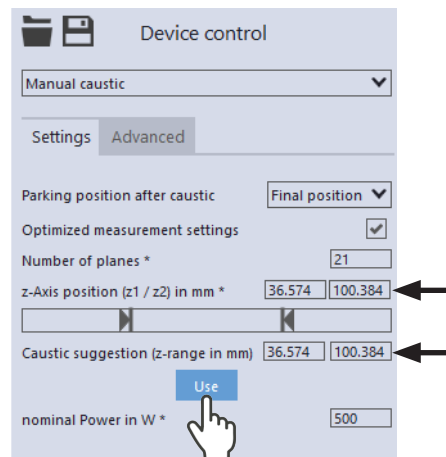 Device control
Manual caustic
Settings Advanced
Parking position after caustic Final position
Optimized measurement settings
Number of planes * 21
z-Axis position (z1 / z2) in mm * 36.574 100.384
Caustic suggestion (z-range in mm) 36.574 100.384
Use
nominal Power in W * 500